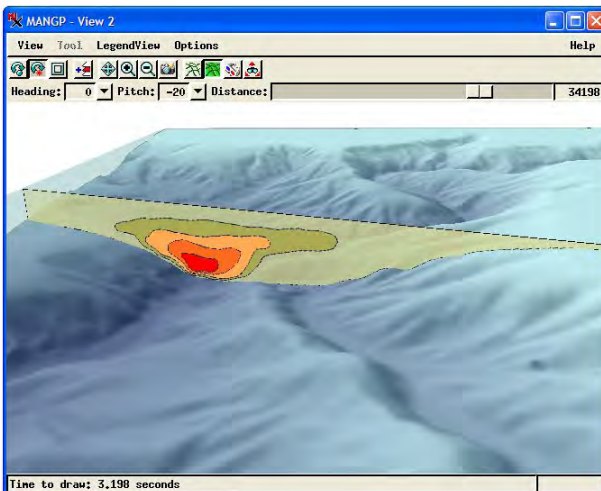 MANGP - View 2
View Tool LegendView Options Help
Heading: 0 Pitch: -20 Distance: 34198
Time to draw: 3.198 seconds